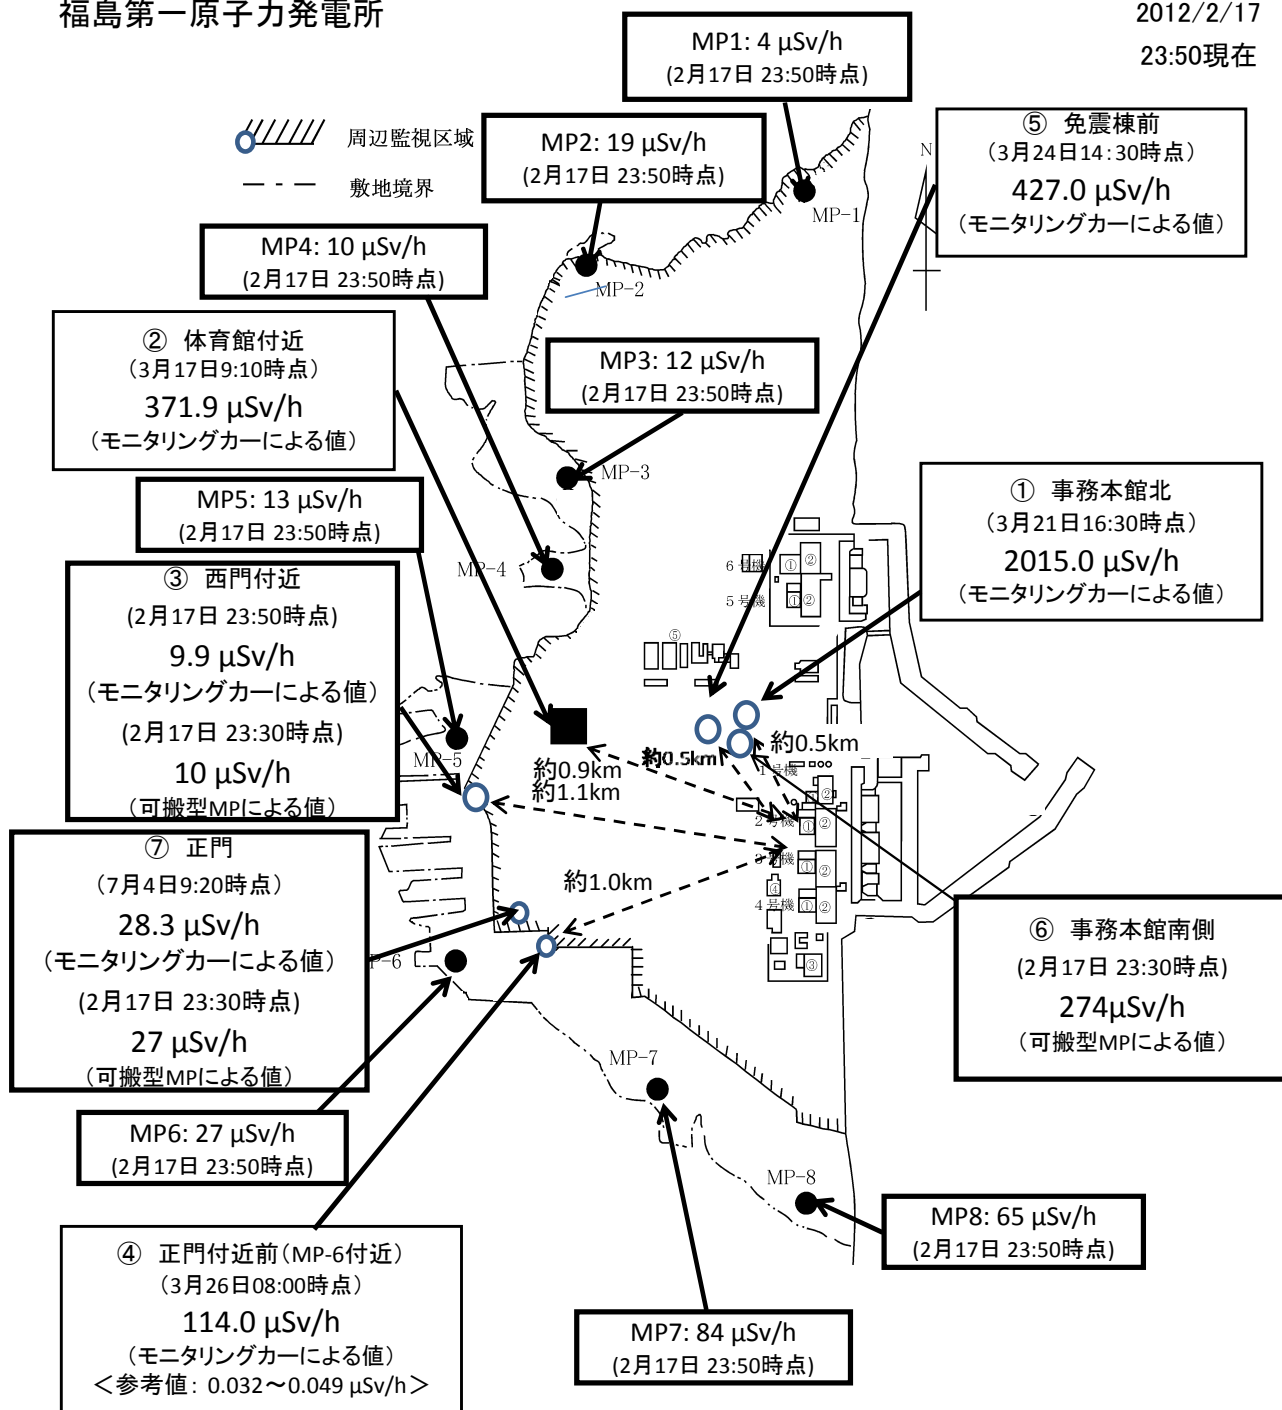 福島第一原子力発電所
2012/2/17
23:50現在
MP1: 4 μSv/h
(2月17日 23:50時点)
周辺監視区域
敷地境界
MP2: 19 μSv/h
(2月17日 23:50時点)
⑤ 免震棟前
(3月24日14:30時点)
427.0 μSv/h
(モニタリングカーによる値)
N
MP-1
MP4: 10 μSv/h
(2月17日 23:50時点)
MP-2
② 体育館付近
(3月17日9:10時点)
371.9 μSv/h
(モニタリングカーによる値)
MP3: 12 μSv/h
(2月17日 23:50時点)
MP-3
MP5: 13 μSv/h
(2月17日 23:50時点)
① 事務本館北
(3月21日16:30時点)
2015.0 μSv/h
(モニタリングカーによる値)
MP-4
③ 西門付近
(2月17日 23:50時点)
9.9 μSv/h
(モニタリングカーによる値)
(2月17日 23:30時点)
10 μSv/h
(可搬型MPによる値)
6号機
① ②
5号機
① ②
⑤
MP-5
約0.9km
約1.1km
約0.5km
約0.5km
1号機
②
2号機
① ②
3号機
① ②
④
4号機
① ②
③
約1.0km
⑦ 正門
(7月4日9:20時点)
28.3 μSv/h
(モニタリングカーによる値)
(2月17日 23:30時点)
27 μSv/h
(可搬型MPによる値)
P-6
⑥ 事務本館南側
(2月17日 23:30時点)
274μSv/h
(可搬型MPによる値)
MP-7
MP6: 27 μSv/h
(2月17日 23:50時点)
MP-8
MP8: 65 μSv/h
(2月17日 23:50時点)
④ 正門付近前(MP-6付近)
(3月26日08:00時点)
114.0 μSv/h
(モニタリングカーによる値)
<参考値: 0.032～0.049 μSv/h>
MP7: 84 μSv/h
(2月17日 23:50時点)